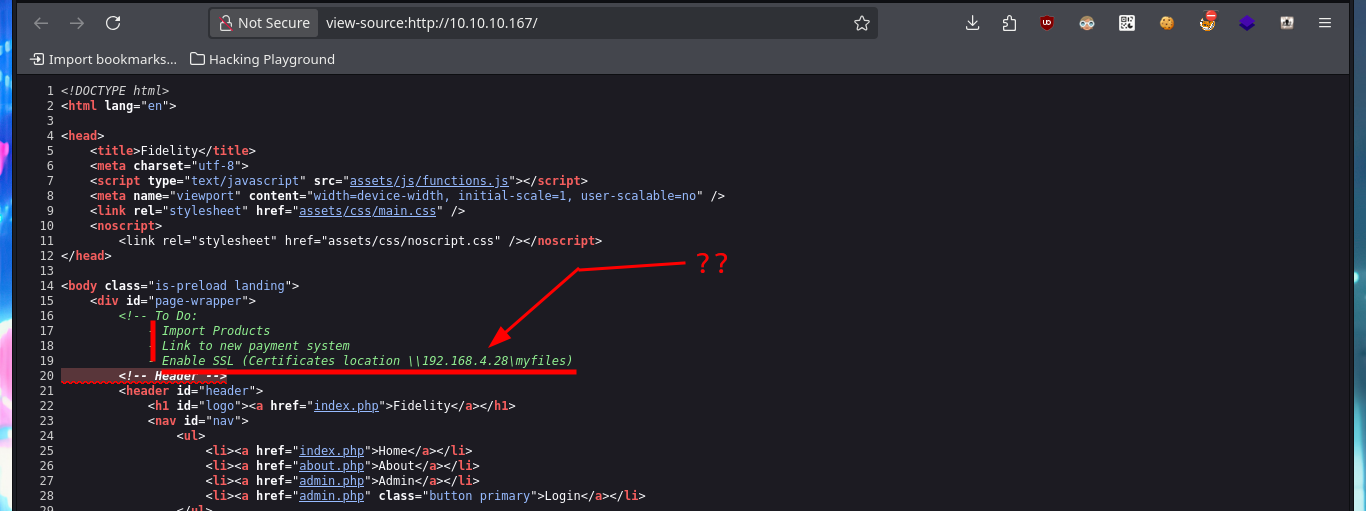 Not Secure view-source:http://10.10.10.167/
Import bookmarks... Hacking Playground
1 <!DOCTYPE html>
2 <html lang="en">
3
4 <head>
5 <title>Fidelity</title>
6 <meta charset="utf-8">
7 <script type="text/javascript" src="assets/js/functions.js"></script>
8 <meta name="viewport" content="width=device-width, initial-scale=1, user-scalable=no" />
9 <link rel="stylesheet" href="assets/css/main.css" />
10 <noscript>
11 <link rel="stylesheet" href="assets/css/noscript.css" /></noscript>
12 </head>
13
14 <body class="is-preload landing">
15 <div id="page-wrapper">
16 <!-- To Do:
17 - Import Products
18 - Link to new payment system
19 - Enable SSL (Certificates location \\192.168.4.28\myfiles)
20 <!-- Header -->
21 <header id="header">
22 <h1 id="logo"><a href="index.php">Fidelity</a></h1>
23 <nav id="nav">
24 <ul>
25 <li><a href="index.php">Home</a></li>
26 <li><a href="about.php">About</a></li>
27 <li><a href="admin.php">Admin</a></li>
28 <li><a href="admin.php" class="button primary">Login</a></li>
29 </ul>
??